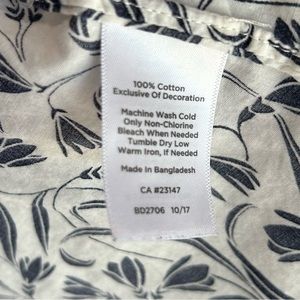 100% Cotton
Exclusive Of Decoration
Machine Wash Cold
Only Non-Chlorine
Bleach When Needed
Tumble Dry Low
Warm Iron, If Needed
Made In Bangladesh
CA #23147
BD2706 10/17